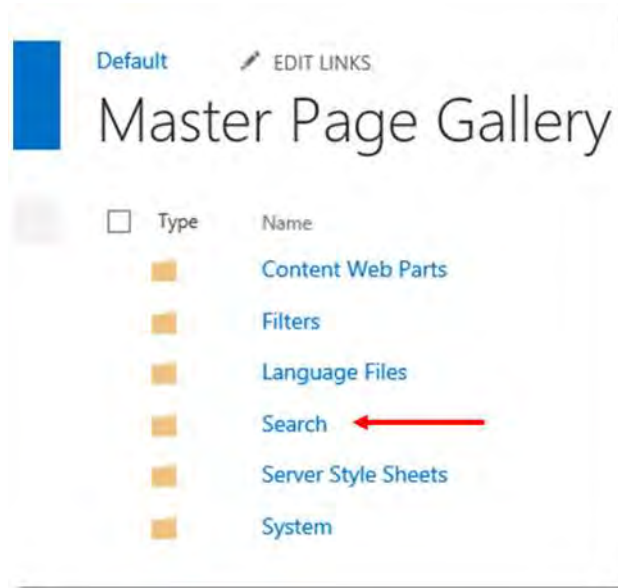 Default EDIT LINKS
Master Page Gallery
Type Name
Content Web Parts
Filters
Language Files
Search
Server Style Sheets
System